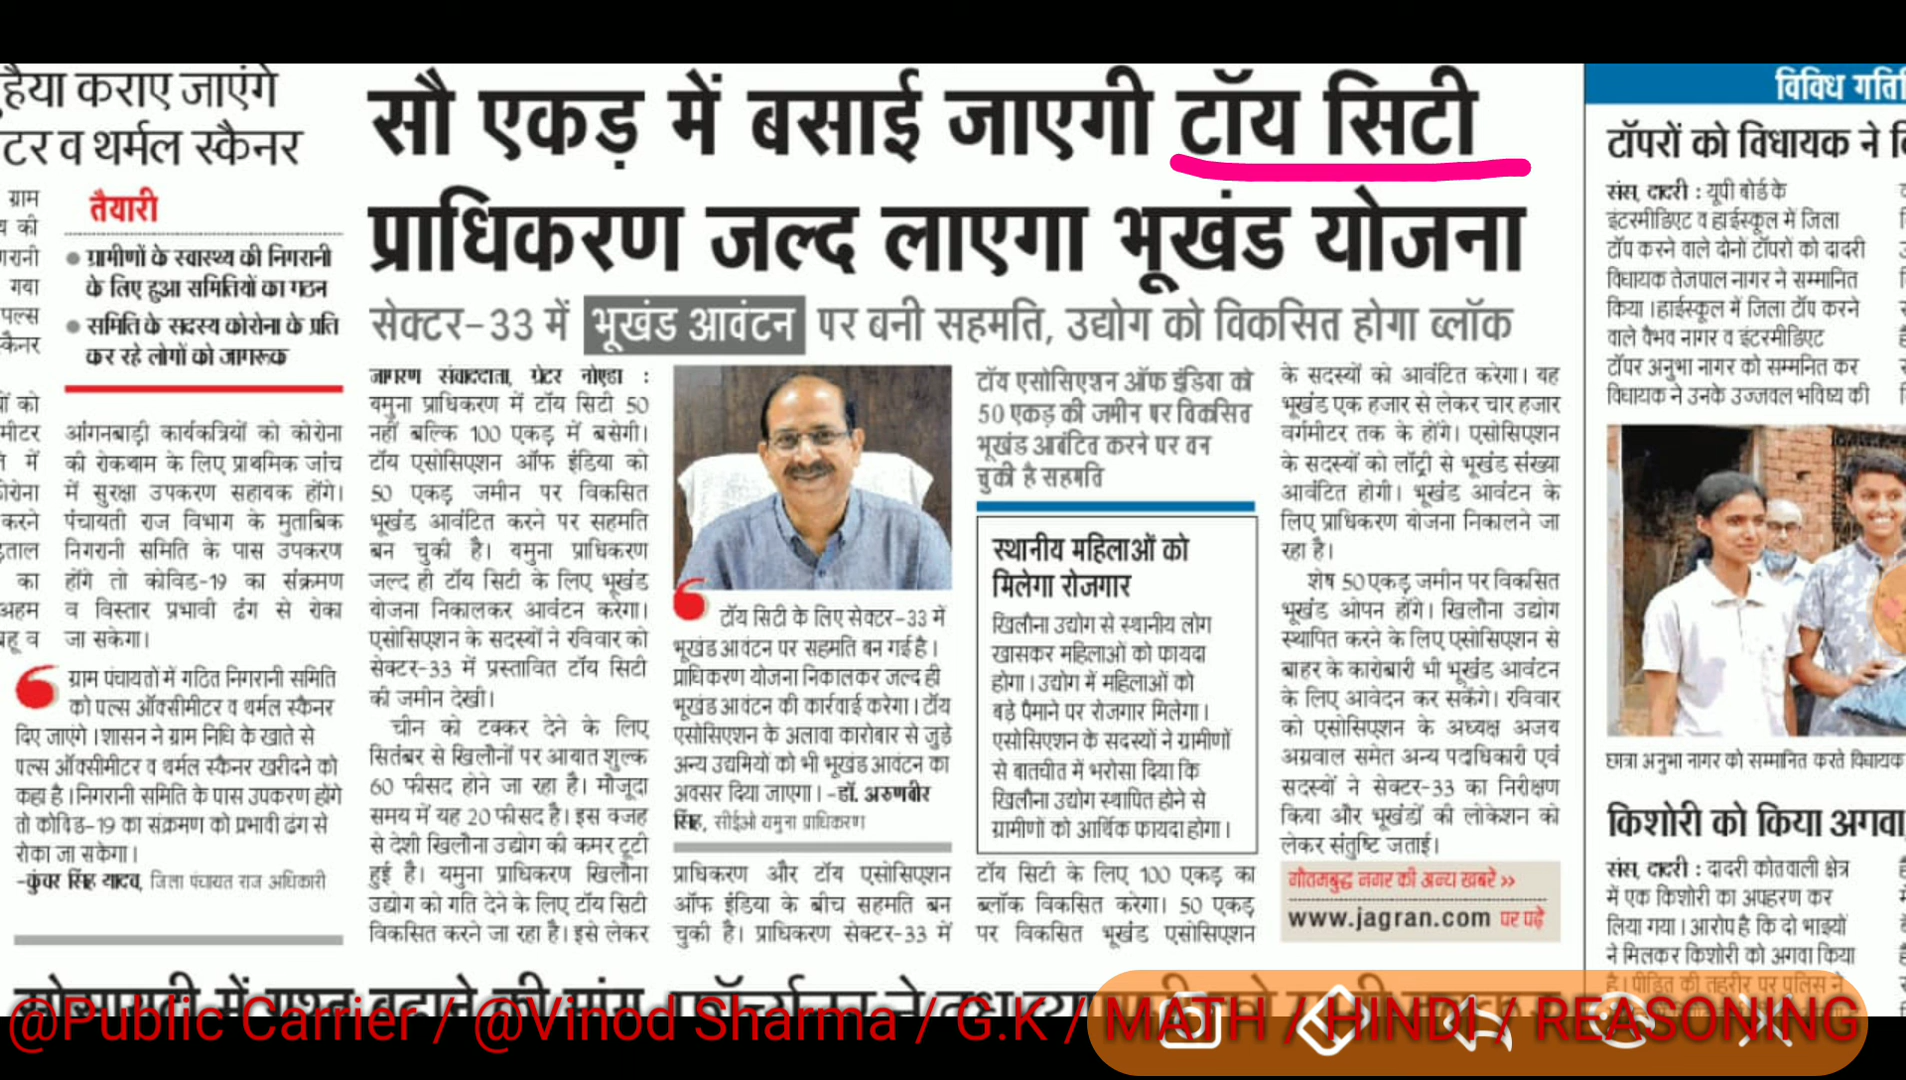 हैया कराए जाएंगे
टर व थर्मल स्कैनर
ग्राम
य की
गरानी
गया
पल्स
स्कैनर
यों को
मीटर
में
ोरोना
करने
ड़ताल
का
अहम
बहू व
तैयारी
ग्रामीणों के स्वास्थ्य की निगरानी
के लिए हुआ समितियों का गठन
समिति के सदस्य कोरोना के प्रति
कर रहे लोगों को जागरूक
आंगनबाड़ी कार्यकत्रियों को कोरोना
की रोकथाम के लिए प्राथमिक जांच
में सुरक्षा उपकरण सहायक होंगे।
पंचायती राज विभाग के मुताबिक
निगरानी समिति के पास उपकरण
होंगे तो कोविड-19 का संक्रमण
व विस्तार प्रभावी ढंग से रोका
जा सकेगा।
ग्राम पंचायतों में गठित निगरानी समिति
को पल्स ऑक्सीमीटर व थर्मल स्कैनर
दिए जाएंगे। शासन ने ग्राम निधि के खाते से
पल्स ऑक्सीमीटर व थर्मल स्कैनर खरीदने को
कहा है। निगरानी समिति के पास उपकरण होंगे
तो कोविड-19 का संक्रमण को प्रभावी ढंग से
रोका जा सकेगा।
-कुंवर सिंह यादव, जिला पंचायत राज अधिकारी
सौ एकड़ में बसाई जाएगी टॉय सिटी
प्राधिकरण जल्द लाएगा भूखंड योजना
सेक्टर-33 में भूखंड आवंटन पर बनी सहमति, उद्योग को विकसित होगा ब्लॉक
जागरण संवाददाता, ग्रेटर नोएडा :
यमुना प्राधिकरण में टॉय सिटी 50
नहीं बल्कि 100 एकड़ में बसेगी।
टॉय एसोसिएशन ऑफ इंडिया को
50 एकड़ जमीन पर विकसित
भूखंड आवंटित करने पर सहमति
बन चुकी है। यमुना प्राधिकरण
जल्द ही टॉय सिटी के लिए भूखंड
योजना निकालकर आवंटन करेगा।
एसोसिएशन के सदस्यों ने रविवार को
सेक्टर-33 में प्रस्तावित टॉय सिटी
की जमीन देखी।
चीन को टक्कर देने के लिए
सितंबर से खिलौनों पर आयात शुल्क
60 फीसद होने जा रहा है। मौजूदा
समय में यह 20 फीसद है। इस वजह
से देशी खिलौना उद्योग की कमर टूटी
हुई है। यमुना प्राधिकरण खिलौना
उद्योग को गति देने के लिए टॉय सिटी
विकसित करने जा रहा है। इसे लेकर
टॉय सिटी के लिए सेक्टर-33 में
भूखंड आवंटन पर सहमति बन गई है।
प्राधिकरण योजना निकालकर जल्द ही
भूखंड आवंटन की कार्रवाई करेगा। टॉय
एसोसिएशन के अलावा कारोबार से जुड़े
अन्य उद्यमियों को भी भूखंड आवंटन का
अवसर दिया जाएगा। -डॉ. अरुणवीर
सिंह, सीईओ यमुना प्राधिकरण
प्राधिकरण और टॉय एसोसिएशन
ऑफ इंडिया के बीच सहमति बन
चुकी है। प्राधिकरण सेक्टर-33 में
टॉय एसोसिएशन ऑफ इंडिया को
50 एकड़ की जमीन पर विकसित
भूखंड आवंटित करने पर बन
चुकी है सहमति
स्थानीय महिलाओं को
मिलेगा रोजगार
खिलौना उद्योग से स्थानीय लोग
खासकर महिलाओं को फायदा
होगा। उद्योग में महिलाओं को
बड़े पैमाने पर रोजगार मिलेगा।
एसोसिएशन के सदस्यों ने ग्रामीणों
से बातचीत में भरोसा दिया कि
खिलौना उद्योग स्थापित होने से
ग्रामीणों को आर्थिक फायदा होगा।
टॉय सिटी के लिए 100 एकड़ का
ब्लॉक विकसित करेगा। 50 एकड़
पर विकसित भूखंड एसोसिएशन
के सदस्यों को आवंटित करेगा। यह
भूखंड एक हजार से लेकर चार हजार
वर्गमीटर तक के होंगे। एसोसिएशन
के सदस्यों को लॉट्री से भूखंड संख्या
आवंटित होगी। भूखंड आवंटन के
लिए प्राधिकरण योजना निकालने जा
रहा है।
शेष 50 एकड़ जमीन पर विकसित
भूखंड ओपन होंगे। खिलौना उद्योग
स्थापित करने के लिए एसोसिएशन से
बाहर के कारोबारी भी भूखंड आवंटन
के लिए आवेदन कर सकेंगे। रविवार
को एसोसिएशन के अध्यक्ष अजय
अग्रवाल समेत अन्य पदाधिकारी एवं
सदस्यों ने सेक्टर-33 का निरीक्षण
किया और भूखंडों की लोकेशन को
लेकर संतुष्टि जताई।
गौतमबुद्ध नगर की अन्य खबरें >>
www.jagran.com पर पढ़ें
विविध गति
टॉपरों को विधायक ने
संस, दादरी : यूपी बोर्ड के
इंटरमीडिएट व हाईस्कूल में जिला
टॉप करने वाले दोनों टॉपरों को दादरी
विधायक तेजपाल नागर ने सम्मानित
किया। हाईस्कूल में जिला टॉप करने
वाले वैभव नागर व इंटरमीडिएट
टॉपर अनुभा नागर को सम्मनित कर
विधायक ने उनके उज्जवल भविष्य की
छात्रा अनुभा नागर को सम्मानित करते विधायक
किशोरी को किया अगवा,
संस, दादरी : दादरी कोतवाली क्षेत्र
में एक किशोरी का अपहरण कर
लिया गया। आरोप है कि दो भाइयों
ने मिलकर किशोरी को अगवा किया
है। पीड़ित की तहरीर पर पुलिस ने
@Public Carrier / @Vinod Sharma / G.K / MATH / HINDI / REASONING